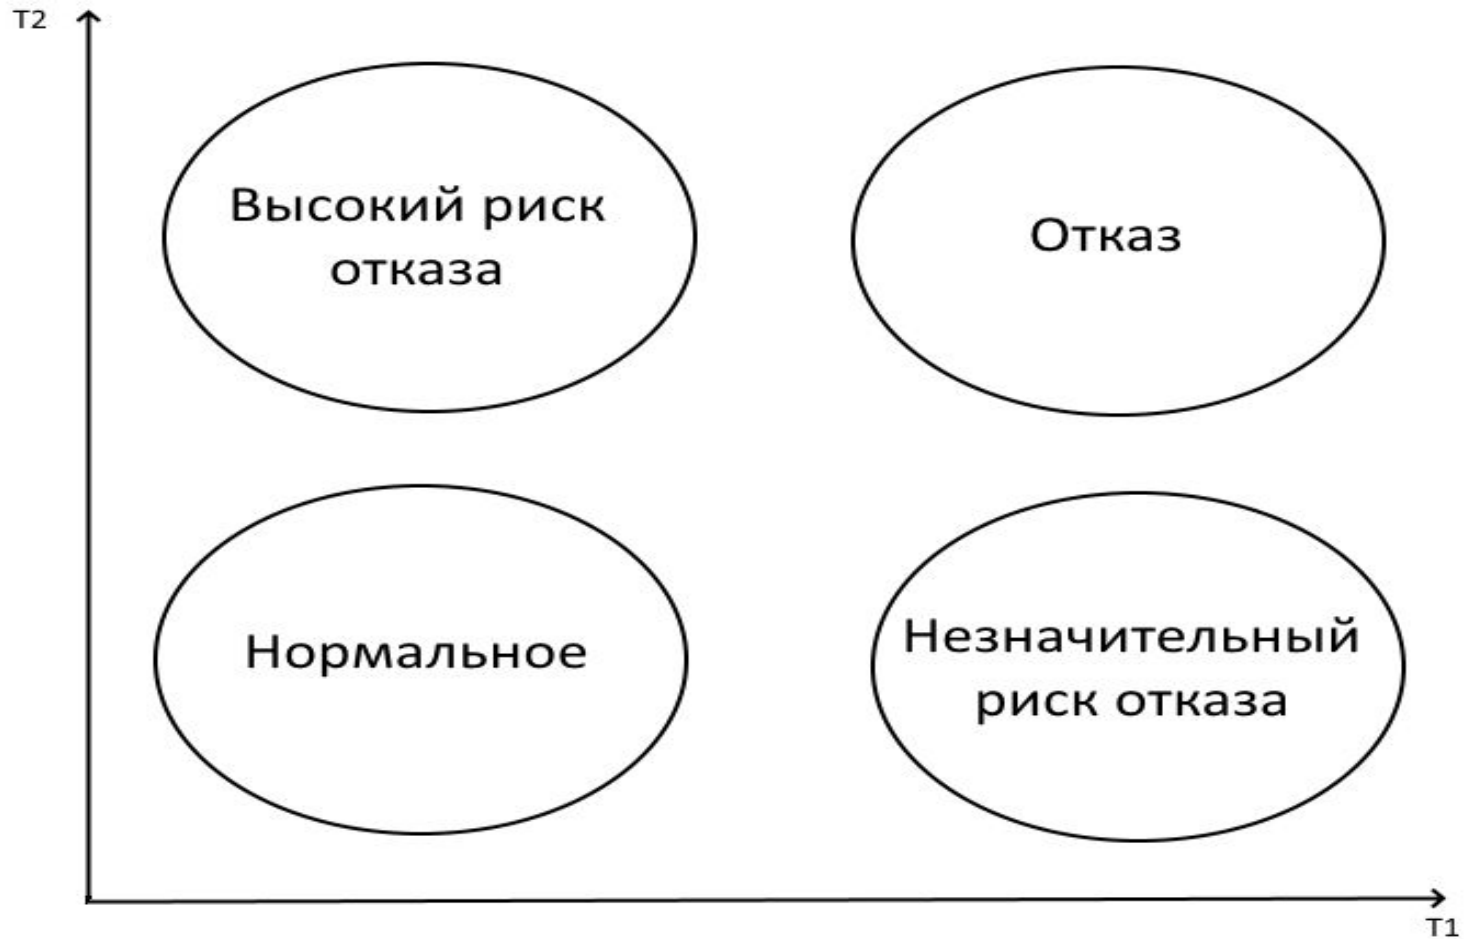 T2
Высокий риск
отказа
Отказ
Нормальное
Незначительный
риск отказа
T1